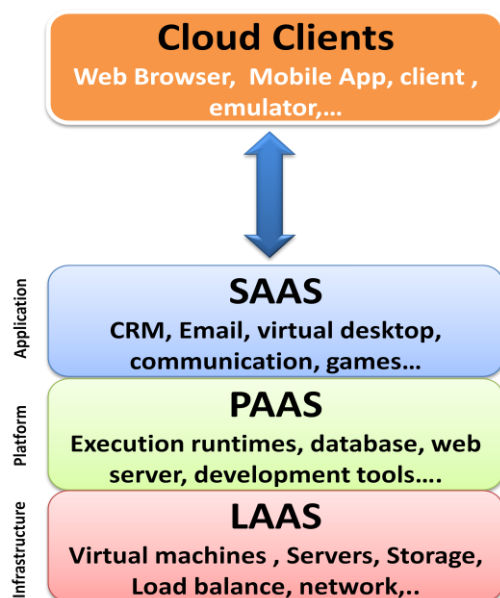 Cloud Clients
Web Browser,  Mobile App, client ,
emulator,…
Application
SAAS
CRM, Email, virtual desktop,
communication, games…
Platform
PAAS
Execution runtimes, database, web
server, development tools….
Infrastructure
LAAS
Virtual machines , Servers, Storage,
Load balance, network,..